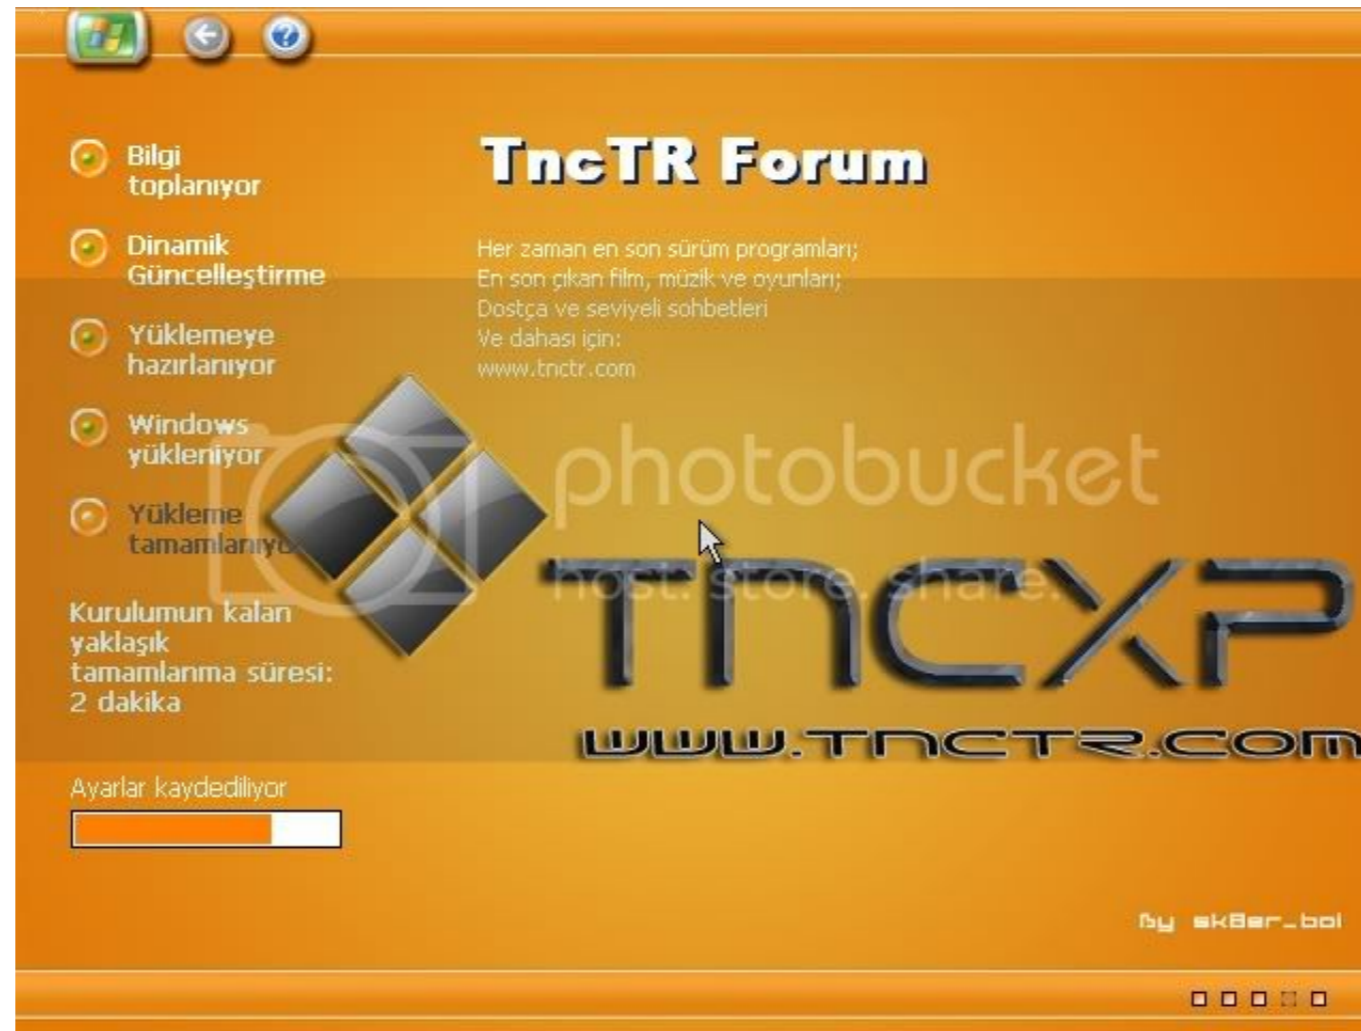 Bilgi
toplanıyor
Dinamik
Güncelleştirme
Yüklemeye
hazırlanıyor
Windows
yükleniyor
Yükleme
tamamlanıyo
Kurulumun kalan
yaklaşık
tamamlanma süresi:
2 dakika
Ayarlar kaydediliyor
TncTR Forum
Her zaman en son sürüm programları;
En son çıkan film, müzik ve oyunları;
Dostça ve seviyeli sohbetleri
Ve dahası için:
www.tnctr.com
photobucket
host. store. share.
TNCXP
WWW.TNCTR.COM
By sk8er_boi